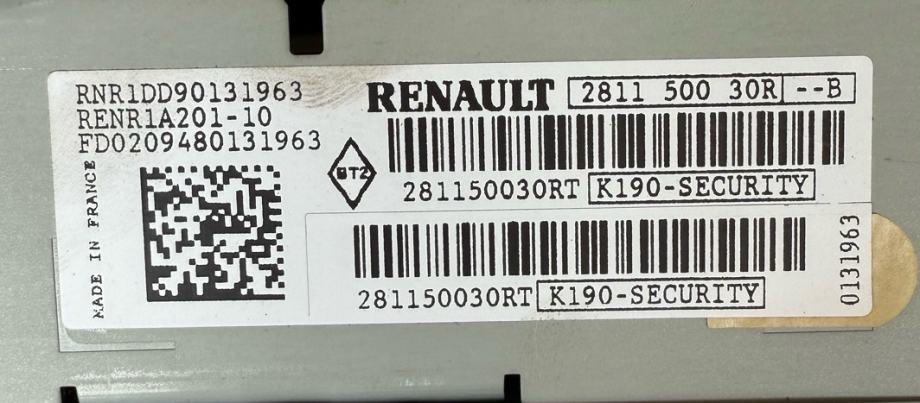 RNR1DD90131963
RENR1A201-10
FD0209480131963
MADE IN FRANCE
RENAULT 2811 500 30R --B
BT2
281150030RT K190-SECURITY
281150030RT K190-SECURITY
0131963